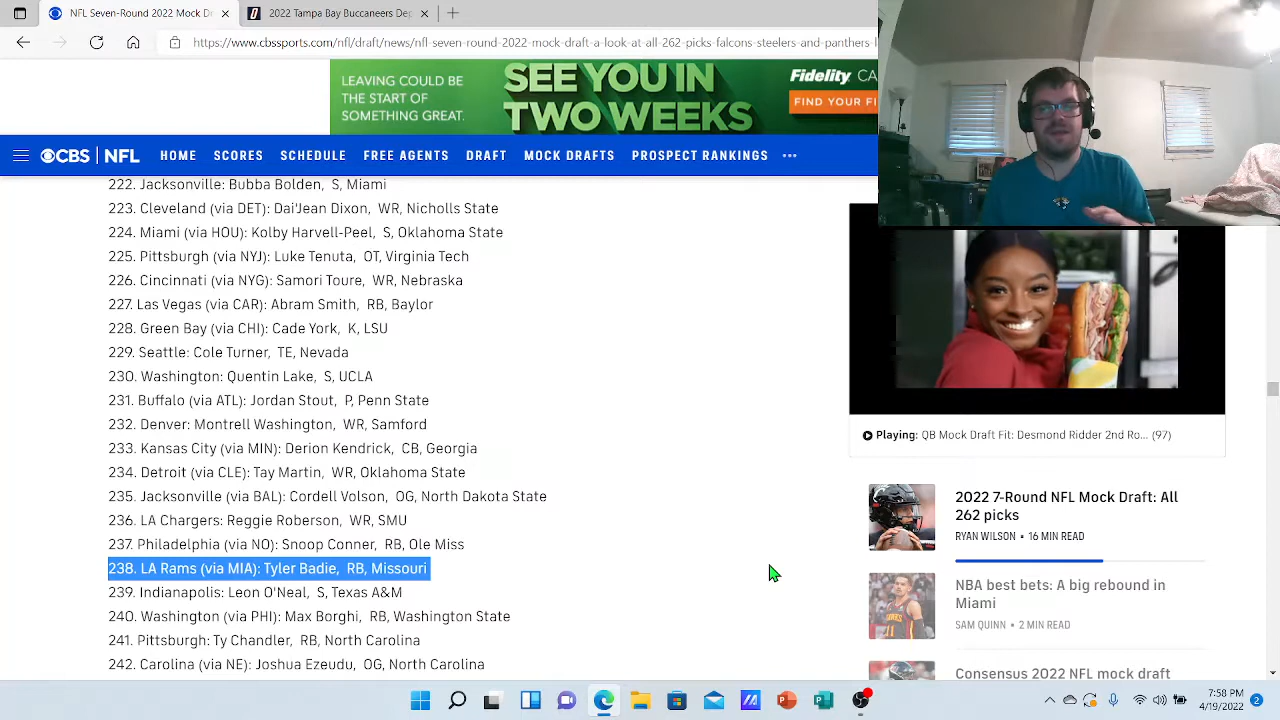 2022 NFL Season
Denver Broncos 53 Man
https://www.cbssports.com/nfl/draft/news/seven-round-2022-mock-draft-a-look-at-all-262-picks-falcons-steelers-and-panth
LEAVING COULD BE
THE START OF
SOMETHING GREAT.
SEE YOU IN
TWO WEEKS
Fidelity CA
FIND YOUR FI
CBS NFL HOME SCORES SCHEDULE FREE AGENTS DRAFT MOCK DRAFTS PROSPECT RANKINGS
222. Jacksonville: Bubba Bolden, S, Miami
223. Cleveland (via DET): Dai'Jean Dixon, WR, Nicholls State
224. Miami (via HOU): Kolby Harvell-Peel, S, Oklahoma State
225. Pittsburgh (via NYJ): Luke Tenuta, OT, Virginia Tech
226. Cincinnati (via NYG): Samori Toure, WR, Nebraska
227. Las Vegas (via CAR): Abrler Smith, RB, Baylor
228. Green Bay (via CHI): Cade York, K, LSU
229. Seattle: Cole Turner, TE, Nevada
230. Washington: Quentin Lake, S, UCLA
231. Buffalo (via ATL): Jordan Stout, P, Penn State
232. Denver: Montrell Washington, WR, Samford
233. Kansas City (via MIN): Derion Kendrick, CB, Georgia
234. Detroit (via CLE): Tay Martin, WR, Oklahoma State
235. Jacksonville (via BAL): Cordell Volson, OG, North Dakota State
236. LA Chargers: Reggie Roberson, WR, SMU
237. Philadelphia (via NO): Snoop Conner, RB, Ole Miss
238. LA Rams (via MIA): Tyler Badie, RB, Missouri
239. Indianapolis: Leon O'Neal, S, Texas A&M
240. Washington (via PHI): Max Borghi, RB, Washington State
241. Pittsburgh: Ty Chandler, RB, North Carolina
242. Carolina (via NE): Joshua Ezeudu, OG, North Carolina
Playing: QB Mock Draft Fit: Desmond Ridder 2nd Ro... (97)
2022 7-Round NFL Mock Draft: All
262 picks
RYAN WILSON • 16 MIN READ
NBA best bets: A big rebound in
Miami
SAM QUINN • 2 MIN READ
Consensus 2022 NFL mock draft
7:58 PM
4/19/2022
2